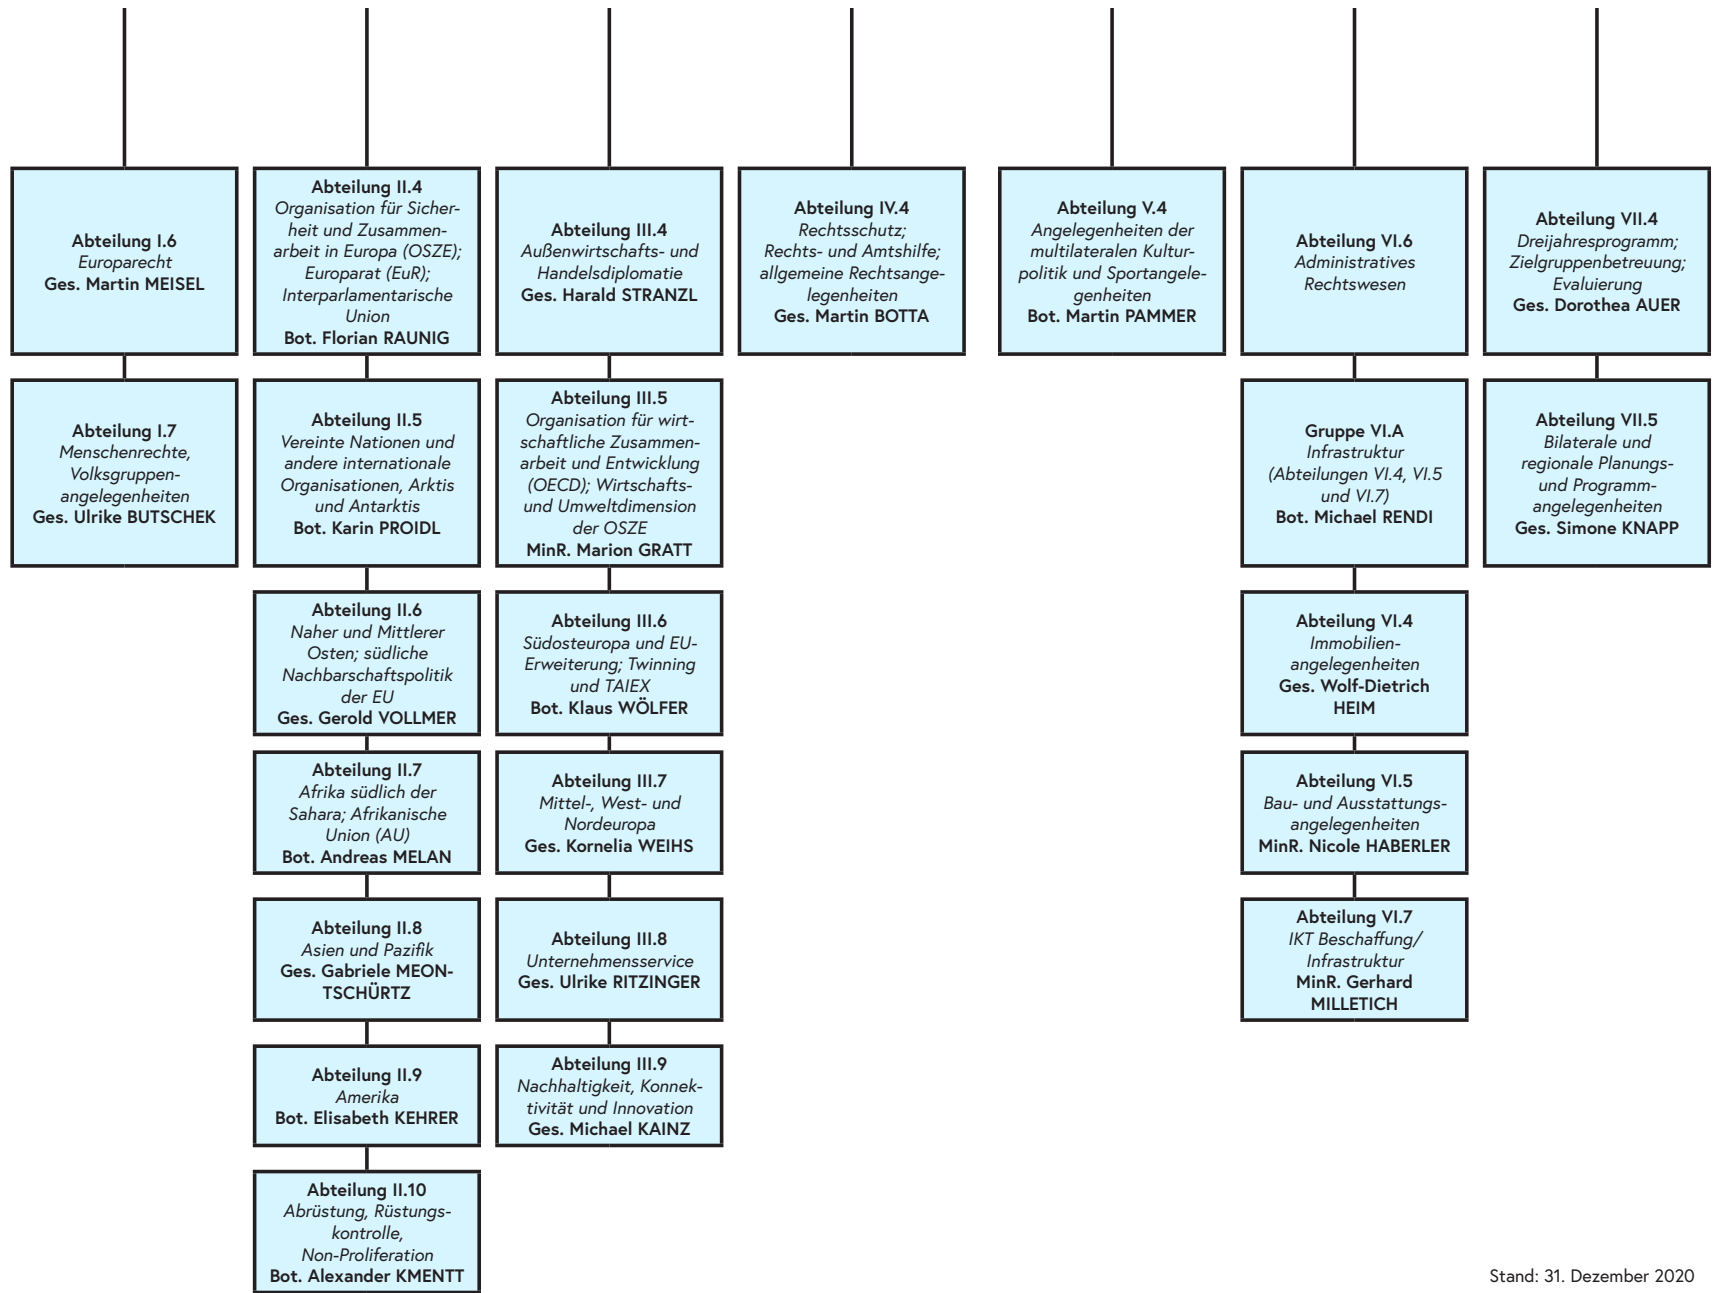 Abteilung I.6
Europarecht
Ges. Martin MEISEL
Abteilung I.7
Menschenrechte,
Volksgruppen-
angelegenheiten
Ges. Ulrike BUTSCHEK
Abteilung II.4
Organisation für Sicher-
heit und Zusammen-
arbeit in Europa (OSZE);
Europarat (EuR);
Interparlamentarische
Union
Bot. Florian RAUNIG
Abteilung II.5
Vereinte Nationen und
andere internationale
Organisationen, Arktis
und Antarktis
Bot. Karin PROIDL
Abteilung II.6
Naher und Mittlerer
Osten; südliche
Nachbarschaftspolitik
der EU
Ges. Gerold VOLLMER
Abteilung II.7
Afrika südlich der
Sahara; Afrikanische
Union (AU)
Bot. Andreas MELAN
Abteilung II.8
Asien und Pazifik
Ges. Gabriele MEON-
TSCHÜRTZ
Abteilung II.9
Amerika
Bot. Elisabeth KEHRER
Abteilung II.10
Abrüstung, Rüstungs-
kontrolle,
Non-Proliferation
Bot. Alexander KMENTT
Abteilung III.4
Außenwirtschafts- und
Handelsdiplomatie
Ges. Harald STRANZL
Abteilung III.5
Organisation für wirt-
schaftliche Zusammen-
arbeit und Entwicklung
(OECD); Wirtschafts-
und Umweltdimension
der OSZE
MinR. Marion GRATT
Abteilung III.6
Südosteuropa und EU-
Erweiterung; Twinning
und TAIEX
Bot. Klaus WÖLFER
Abteilung III.7
Mittel-, West- und
Nordeuropa
Ges. Kornelia WEIHS
Abteilung III.8
Unternehmensservice
Ges. Ulrike RITZINGER
Abteilung III.9
Nachhaltigkeit, Konnek-
tivität und Innovation
Ges. Michael KAINZ
Abteilung IV.4
Rechtsschutz;
Rechts- und Amtshilfe;
allgemeine Rechtsange-
legenheiten
Ges. Martin BOTTA
Abteilung V.4
Angelegenheiten der
multilateralen Kultur-
politik und Sportangele-
genheiten
Bot. Martin PAMMER
Abteilung VI.6
Administratives
Rechtswesen
Gruppe VI.A
Infrastruktur
(Abteilungen VI.4, VI.5
und VI.7)
Bot. Michael RENDI
Abteilung VI.4
Immobilien-
angelegenheiten
Ges. Wolf-Dietrich
HEIM
Abteilung VI.5
Bau- und Ausstattungs-
angelegenheiten
MinR. Nicole HABERLER
Abteilung VI.7
IKT Beschaffung/
Infrastruktur
MinR. Gerhard
MILLETICH
Abteilung VII.4
Dreijahresprogramm;
Zielgruppenbetreuung;
Evaluierung
Ges. Dorothea AUER
Abteilung VII.5
Bilaterale und
regionale Planungs-
und Programm-
angelegenheiten
Ges. Simone KNAPP
Stand: 31. Dezember 2020